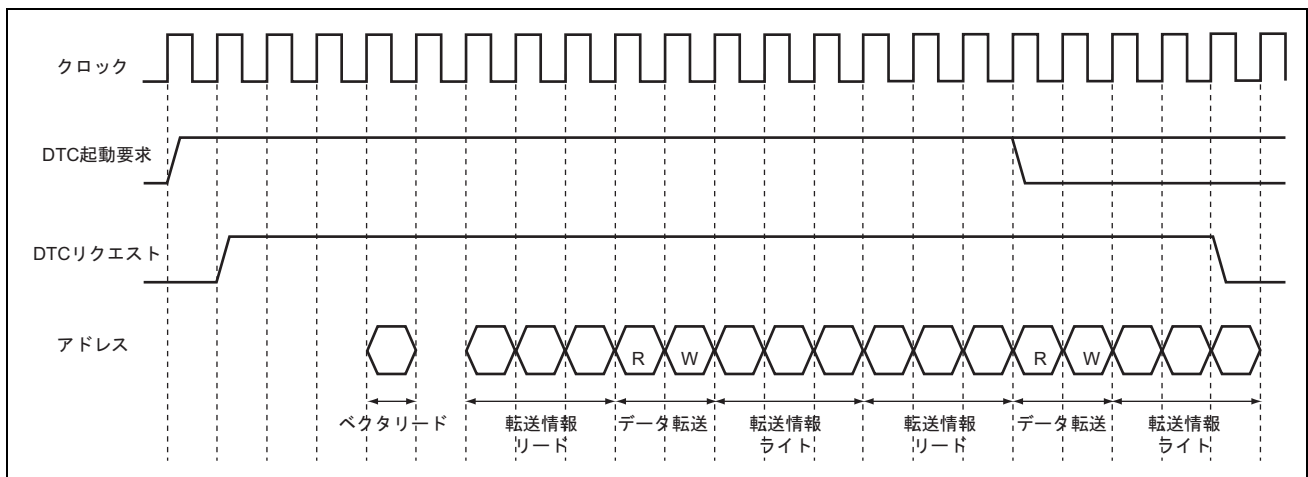 クロック
DTC起動要求
DTCリクエスト
アドレス
R W R W
ベクタリード 転送情報 データ転送 転送情報 転送情報 データ転送 転送情報
リード ライト リード ライト